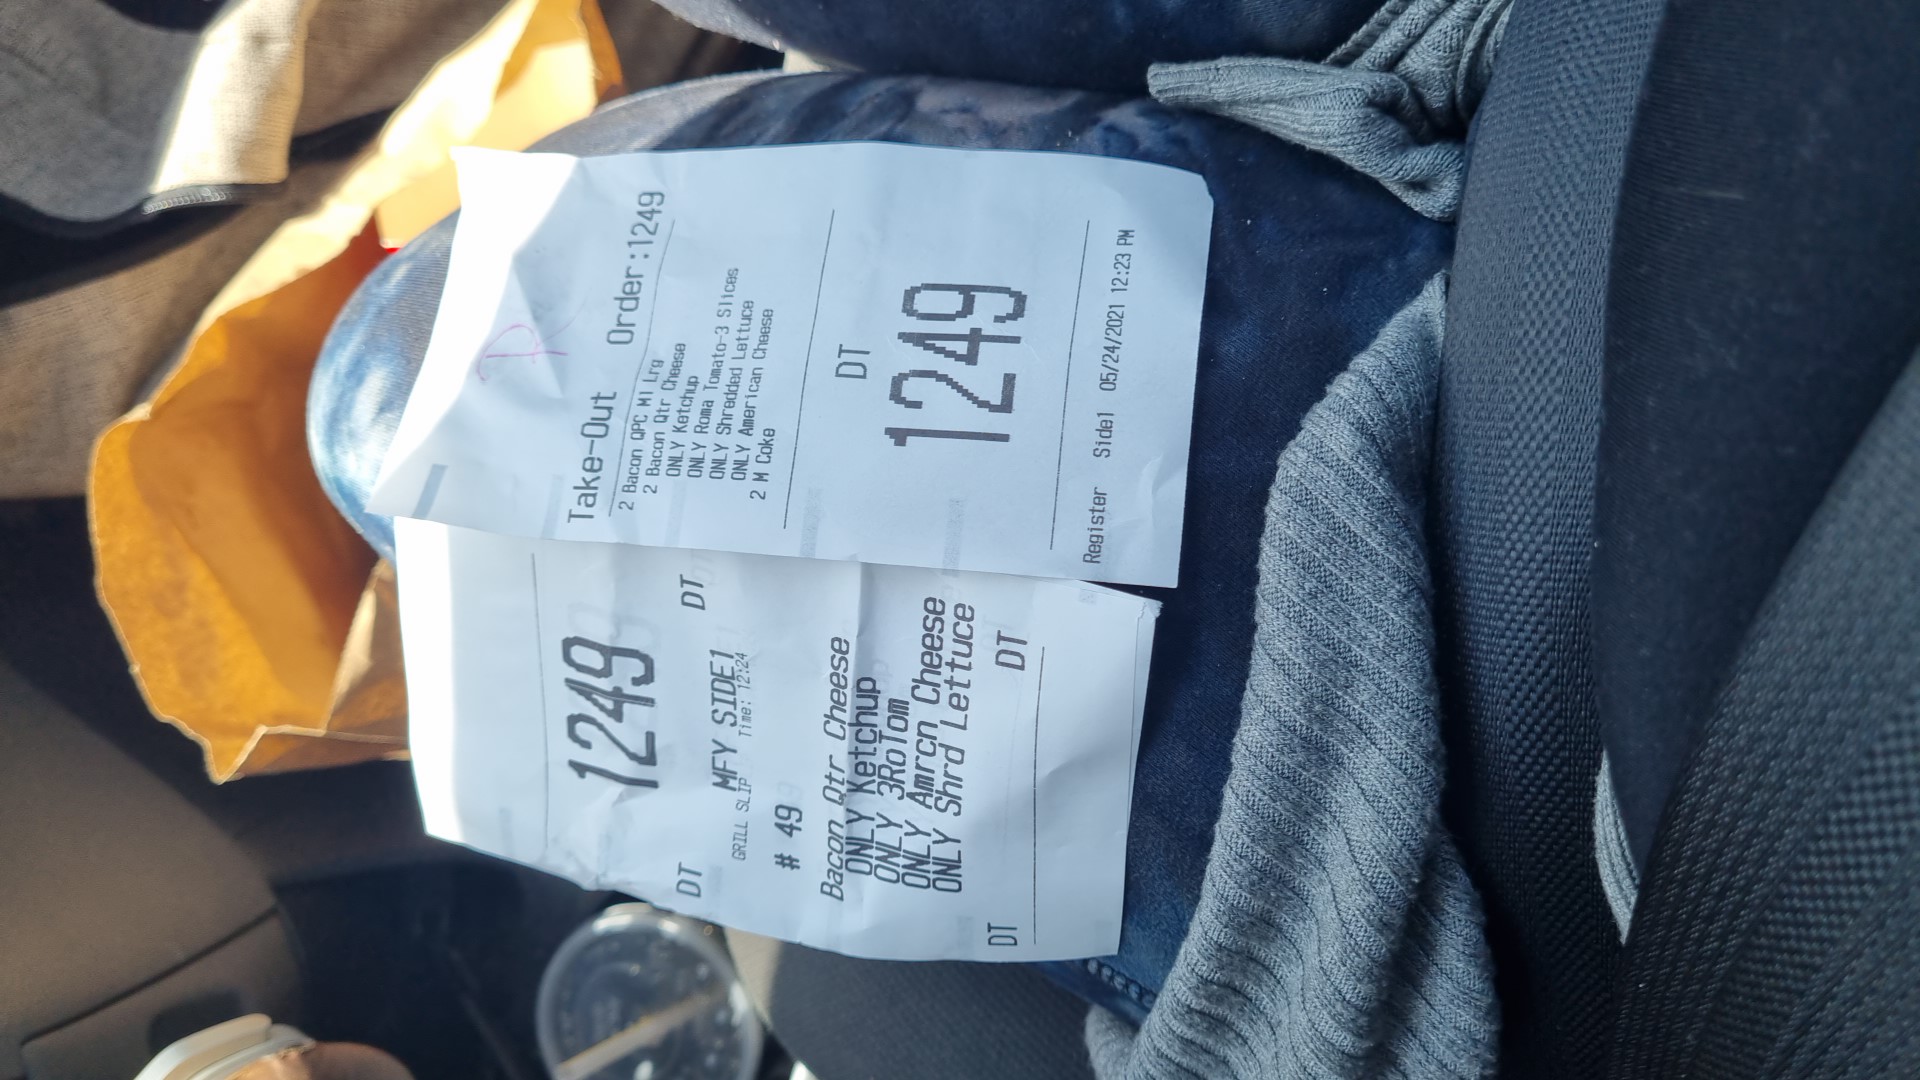 Take-Out Order:1249
2 Bacon QPC Ml Lrg
2 Bacon Qtr Cheese
ONLY Ketchup
ONLY Roma Tomato-3 Slices
ONLY Shredded Lettuce
ONLY American Cheese
2 M Coke
DT
1249
Register Side1 05/24/2021 12:23 PM
1249
DT DT
MFY SIDE1
GRILL SLIP Time: 12:24
# 49
Bacon Qtr Cheese
ONLY Ketchup
ONLY 3RoTom
ONLY Amrcn Cheese
ONLY Shrd Lettuce
DT DT